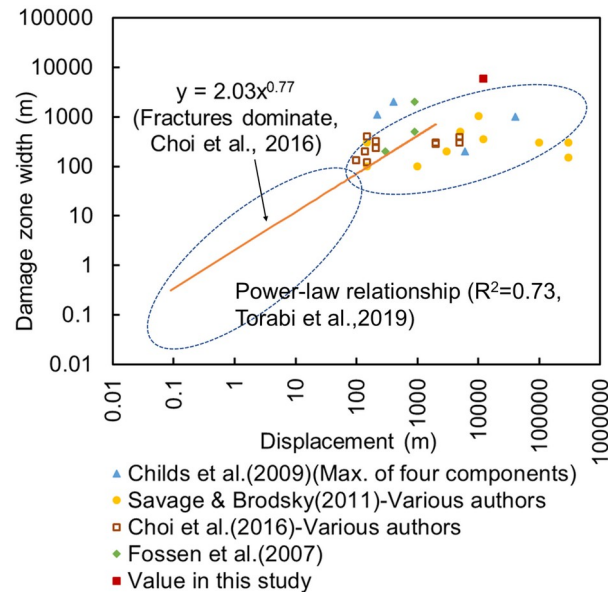 100000
10000
1000
100
10
1
0.1
0.01
Damage zone width (m)
y = 2.03x^0.77
(Fractures dominate,
Choi et al., 2016)
Power-law relationship (R²=0.73,
Torabi et al.,2019)
0.01
0.1
1
10
100
1000
10000
100000
1000000
Displacement (m)
Childs et al.(2009)(Max. of four components)
Savage & Brodsky(2011)-Various authors
Choi et al.(2016)-Various authors
Fossen et al.(2007)
Value in this study